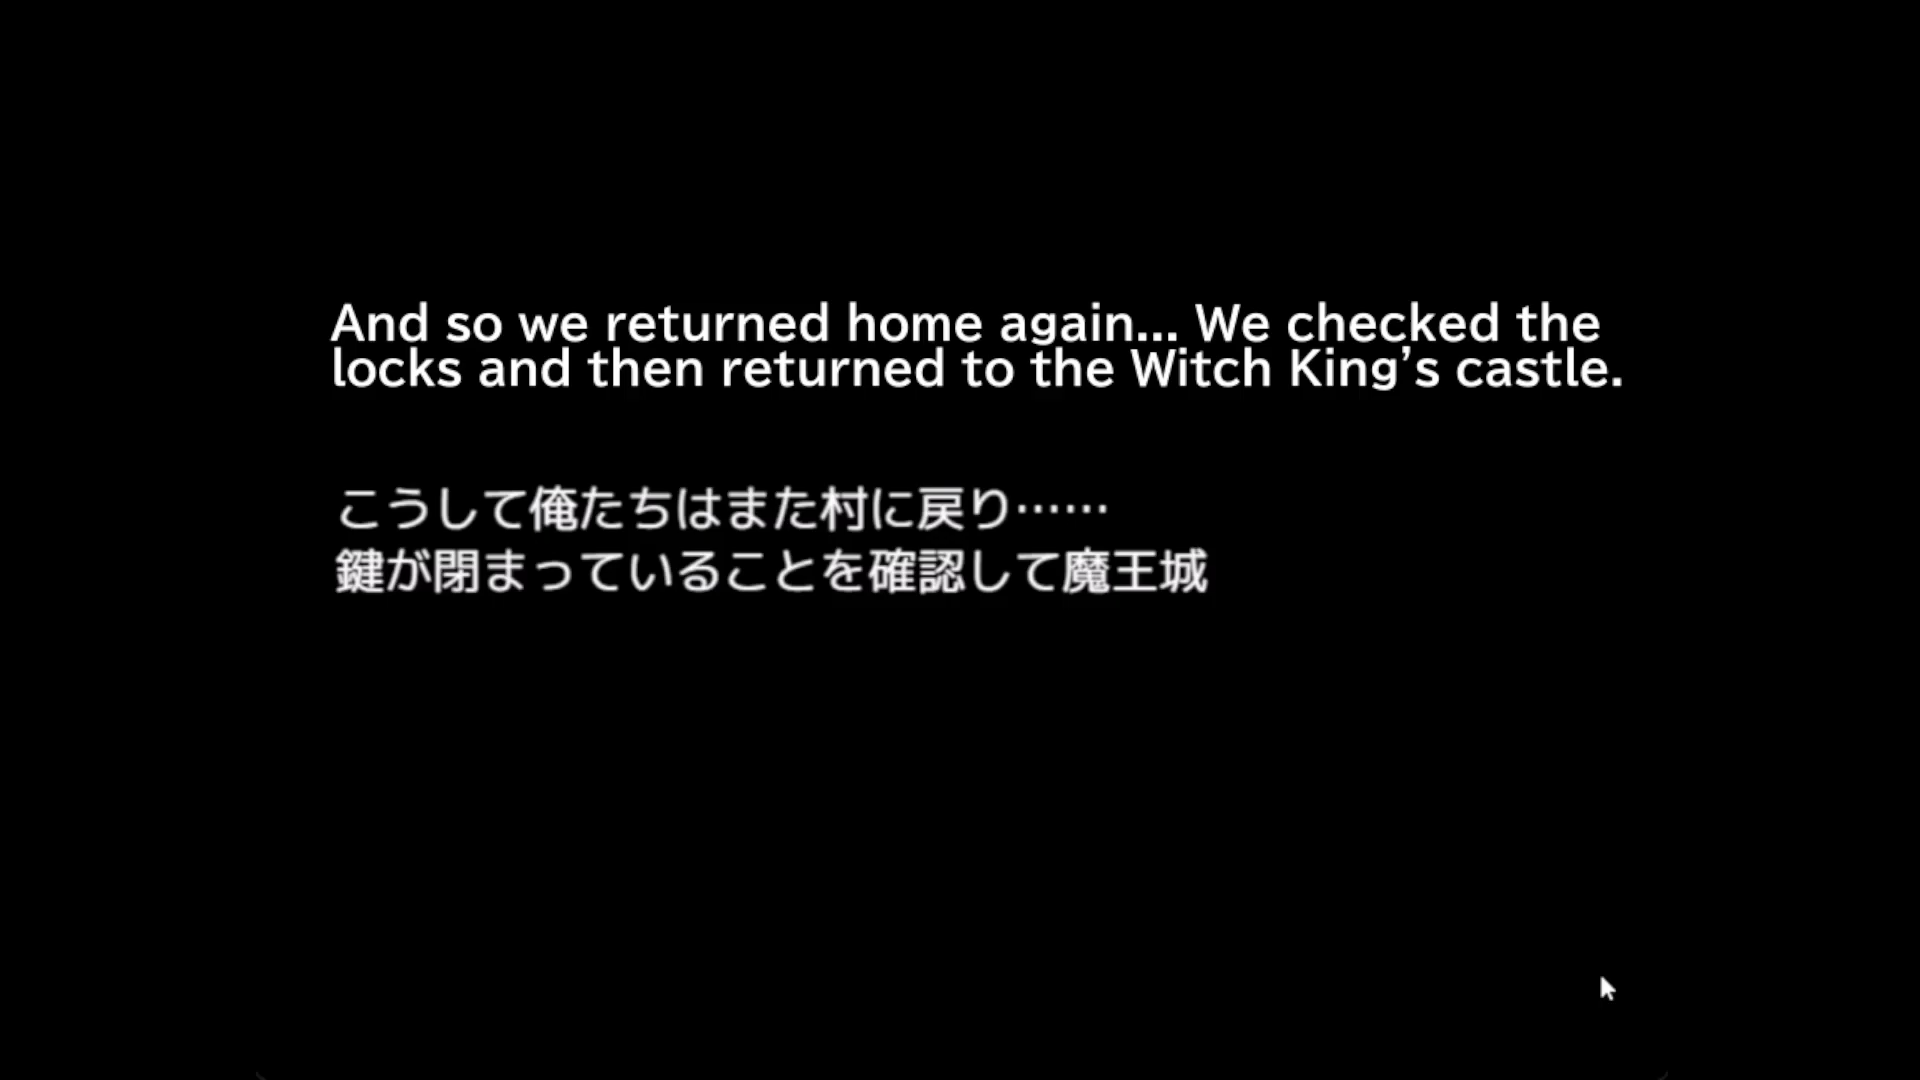 And so we returned home again... We checked the
locks and then returned to the Witch King's castle.
こうして俺たちはまた村に戻り……
鍵が閉まっていることを確認して魔王城